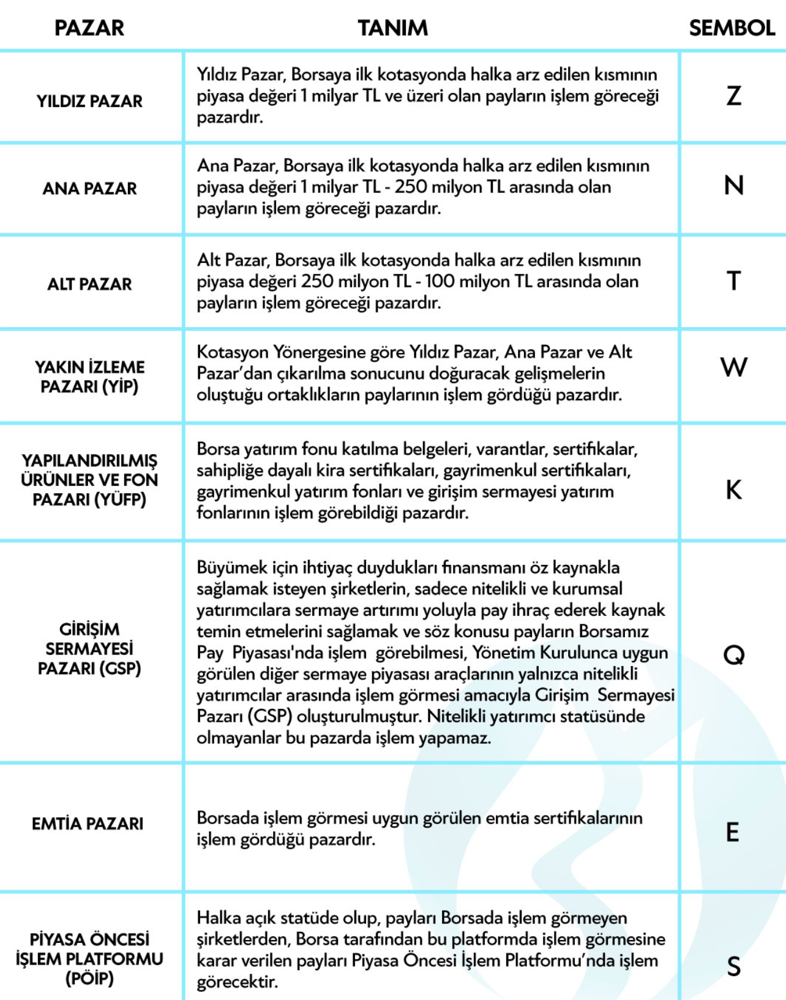 PAZAR
TANIM
SEMBOL
YILDIZ PAZAR
Yıldız Pazar, Borsaya ilk kotasyonda halka arz edilen kısmının
piyasa değeri 1 milyar TL ve üzeri olan payların işlem göreceği
pazardır.
Z
ANA PAZAR
Ana Pazar, Borsaya ilk kotasyonda halka arz edilen kısmının
piyasa değeri 1 milyar TL - 250 milyon TL arasında olan
payların işlem göreceği pazardır.
N
ALT PAZAR
Alt Pazar, Borsaya ilk kotasyonda halka arz edilen kısmının
piyasa değeri 250 milyon TL - 100 milyon TL arasında olan
payların işlem göreceği pazardır.
T
YAKIN İZLEME
PAZARI (YİP)
Kotasyon Yönergesine göre Yıldız Pazar, Ana Pazar ve Alt
Pazar’dan çıkarılma sonucunu doğuracak gelişmelerin
oluştuğu ortaklıkların paylarının işlem gördüğü pazardır.
W
YAPILANDIRILMIŞ
ÜRÜNLER VE FON
PAZARI (YÜFP)
Borsa yatırım fonu katılma belgeleri, varantlar, sertifikalar,
sahipliğe dayalı kira sertifikaları, gayrimenkul sertifikaları,
gayrimenkul yatırım fonları ve girişim sermayesi yatırım
fonlarının işlem görebildiği pazardır.
K
GİRİŞİM
SERMAYESİ
PAZARI (GSP)
Büyümek için ihtiyaç duydukları finansmanı öz kaynakla
sağlamak isteyen şirketlerin, sadece nitelikli ve kurumsal
yatırımcılara sermaye artırımı yoluyla pay ihraç ederek kaynak
temin etmelerini sağlamak ve söz konusu payların Borsamız
Pay Piyasası'nda işlem görebilmesi, Yönetim Kurulunca uygun
görülen diğer sermaye piyasası araçlarının yalnızca nitelikli
yatırımcılar arasında işlem görmesi amacıyla Girişim Sermayesi
Pazarı (GSP) oluşturulmuştur. Nitelikli yatırımcı statüsünde
olmayanlar bu pazarda işlem yapamaz.
Q
EMTİA PAZARI
Borsada işlem görmesi uygun görülen emtia sertifikalarının
işlem gördüğü pazardır.
E
PİYASA ÖNCESİ
İŞLEM PLATFORMU
(PÖİP)
Halka açık statüde olup, payları Borsada işlem görmeyen
şirketlerden, Borsa tarafından bu platformda işlem görmesine
karar verilen payları Piyasa Öncesi İşlem Platformu’nda işlem
görecektir.
S